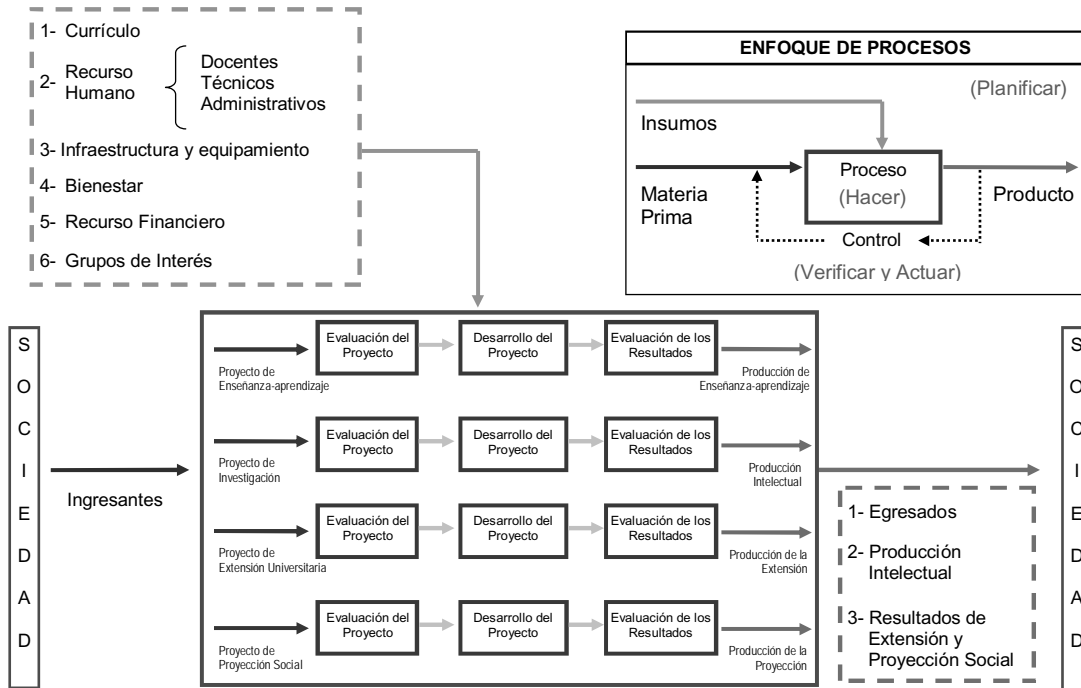 1- Currículo
2- Recurso
Humano
Docentes
Técnicos
Administrativos
3- Infraestructura y equipamiento
4- Bienestar
5- Recurso Financiero
6- Grupos de Interés
ENFOQUE DE PROCESOS
(Planificar)
Insumos
Materia
Prima
Proceso
(Hacer)
Producto
Control
(Verificar y Actuar)
S
O
C
I
E
D
A
D
Ingresantes
Proyecto de
Enseñanza-aprendizaje
Evaluación del
Proyecto
Desarrollo del
Proyecto
Evaluación de los
Resultados
Producción de
Enseñanza-aprendizaje
Proyecto de
Investigación
Evaluación del
Proyecto
Desarrollo del
Proyecto
Evaluación de los
Resultados
Producción
Intelectual
Proyecto de
Extensión Universitaria
Evaluación del
Proyecto
Desarrollo del
Proyecto
Evaluación de los
Resultados
Producción de la
Extensión
Proyecto de
Proyección Social
Evaluación del
Proyecto
Desarrollo del
Proyecto
Evaluación de los
Resultados
Producción de la
Proyección
1- Egresados
2- Producción
Intelectual
3- Resultados de
Extensión y
Proyección Social
S
O
C
I
E
D
A
D